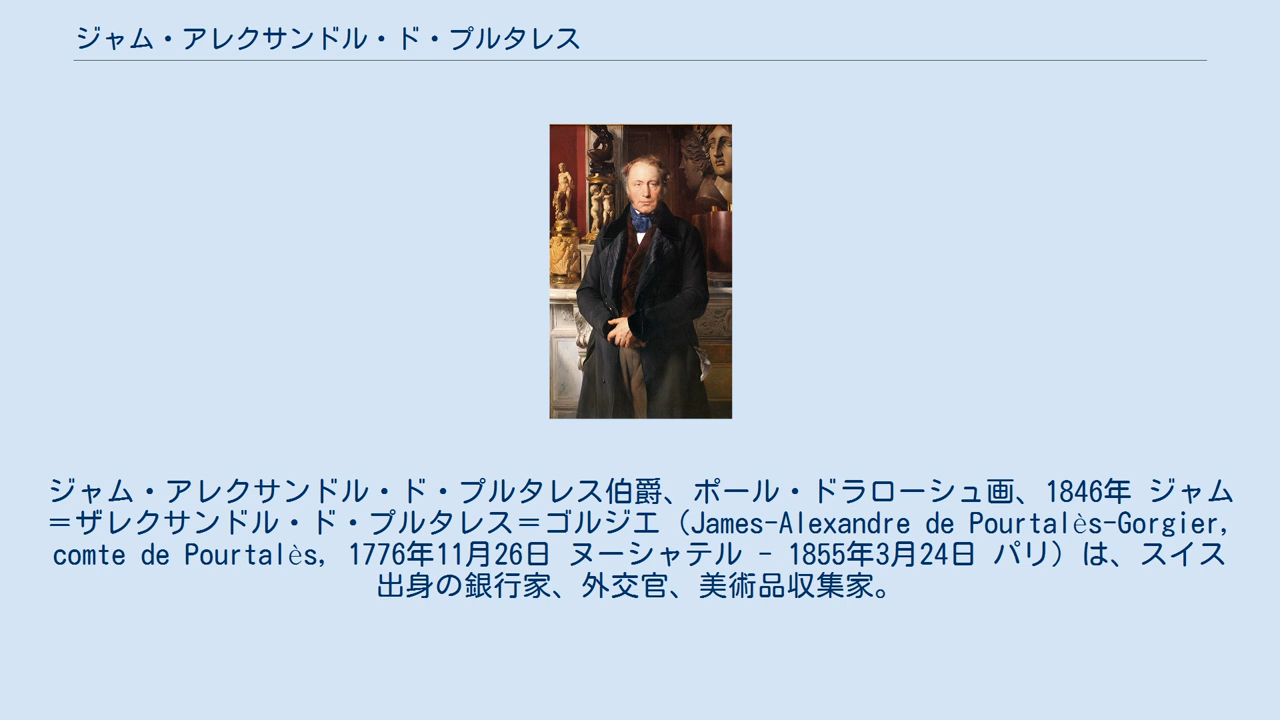 ジャム・アレクサンドル・ド・プルタレス
ジャム・アレクサンドル・ド・プルタレス伯爵、ポール・ドラローシュ画、1846年 ジャム
＝ザレクサンドル・ド・プルタレス＝ゴルジエ（James-Alexandre de Pourtalès-Gorgier,
comte de Pourtalès, 1776年11月26日 ヌーシャテル - 1855年3月24日 パリ）は、スイス
出身の銀行家、外交官、美術品収集家。